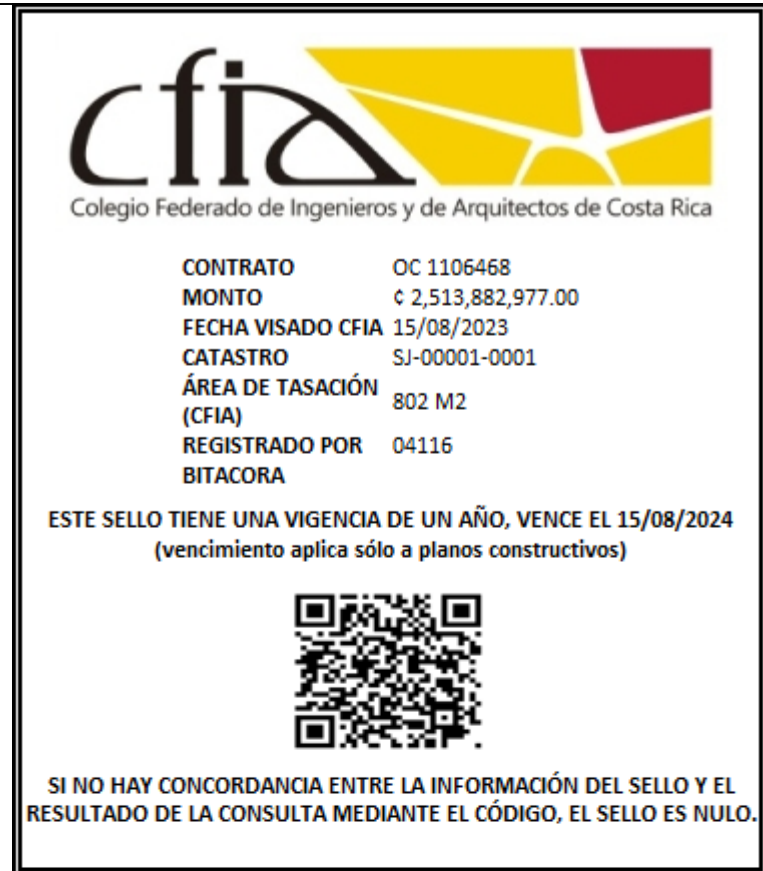 cfia
Colegio Federado de Ingenieros y de Arquitectos de Costa Rica
CONTRATO OC 1106468
MONTO ¢ 2,513,882,977.00
FECHA VISADO CFIA 15/08/2023
CATASTRO SJ-00001-0001
ÁREA DE TASACIÓN
(CFIA) 802 M2
REGISTRADO POR 04116
BITACORA
ESTE SELLO TIENE UNA VIGENCIA DE UN AÑO, VENCE EL 15/08/2024
(vencimiento aplica sólo a planos constructivos)
SI NO HAY CONCORDANCIA ENTRE LA INFORMACIÓN DEL SELLO Y EL
RESULTADO DE LA CONSULTA MEDIANTE EL CÓDIGO, EL SELLO ES NULO.